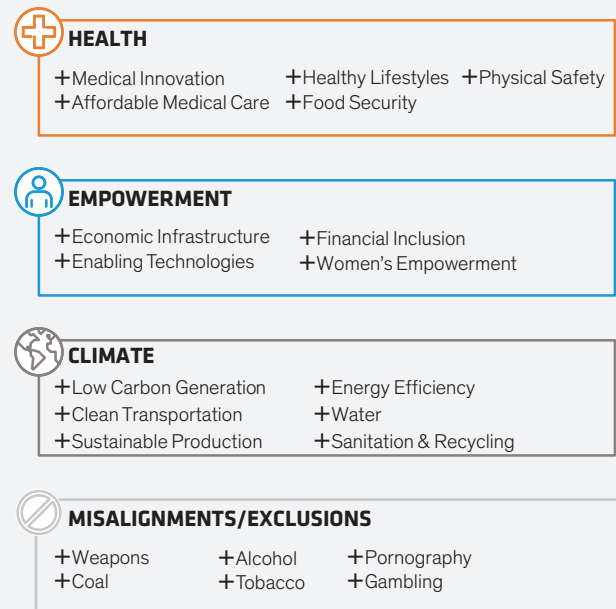 HEALTH
+Medical Innovation +Healthy Lifestyles +Physical Safety
+Affordable Medical Care +Food Security
EMPOWERMENT
+Economic Infrastructure +Financial Inclusion
+Enabling Technologies +Women's Empowerment
CLIMATE
+Low Carbon Generation +Energy Efficiency
+Clean Transportation +Water
+Sustainable Production +Sanitation & Recycling
MISALIGNMENTS/EXCLUSIONS
+Weapons +Alcohol +Pornography
+Coal +Tobacco +Gambling